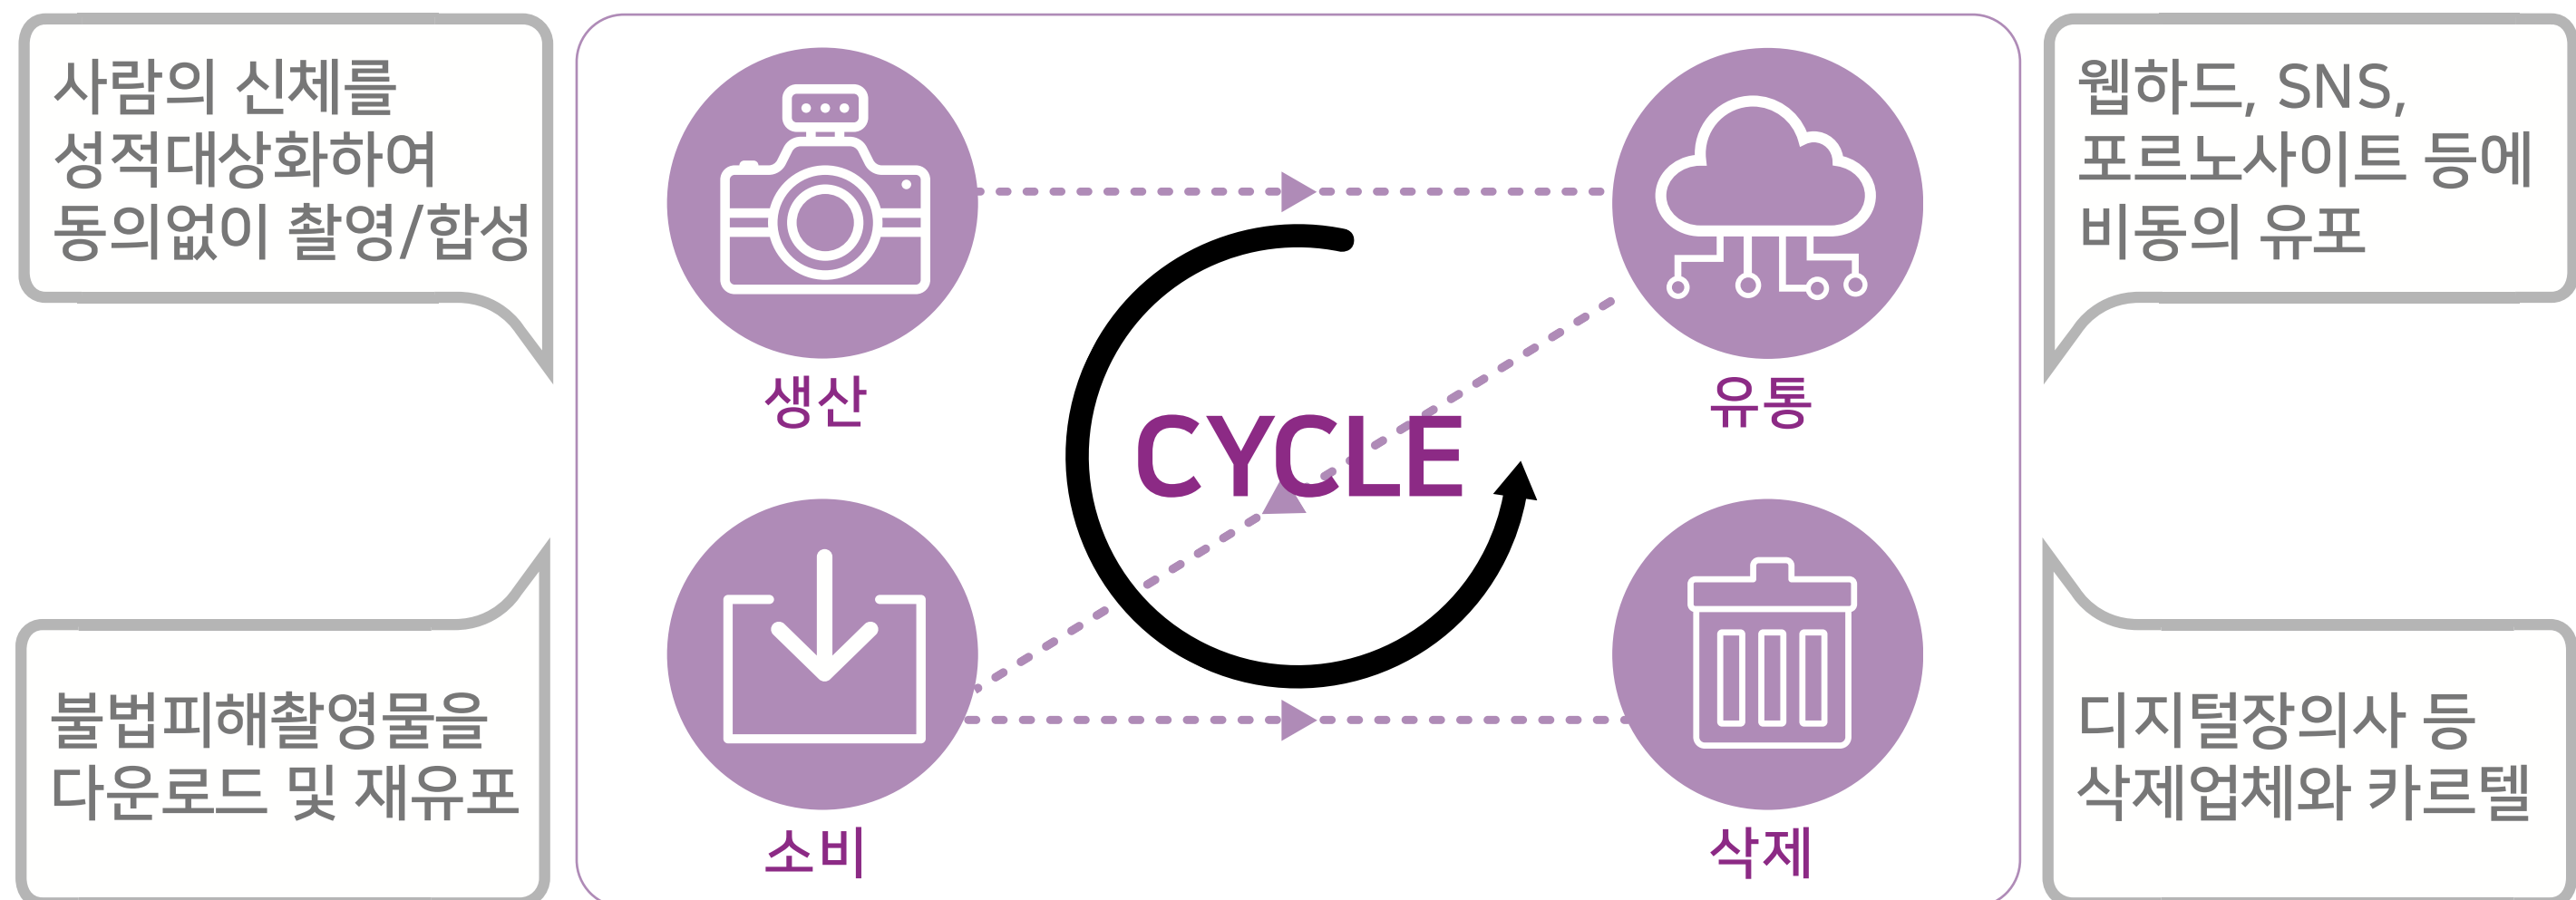 사람의 신체를
성적대상화하여
동의없이 촬영/합성
생산
유통
웹하드, SNS,
포르노사이트 등에
비동의 유포
CYCLE
불법피해촬영물을
다운로드 및 재유포
소비
삭제
디지털장의사 등
삭제업체와 카르텔